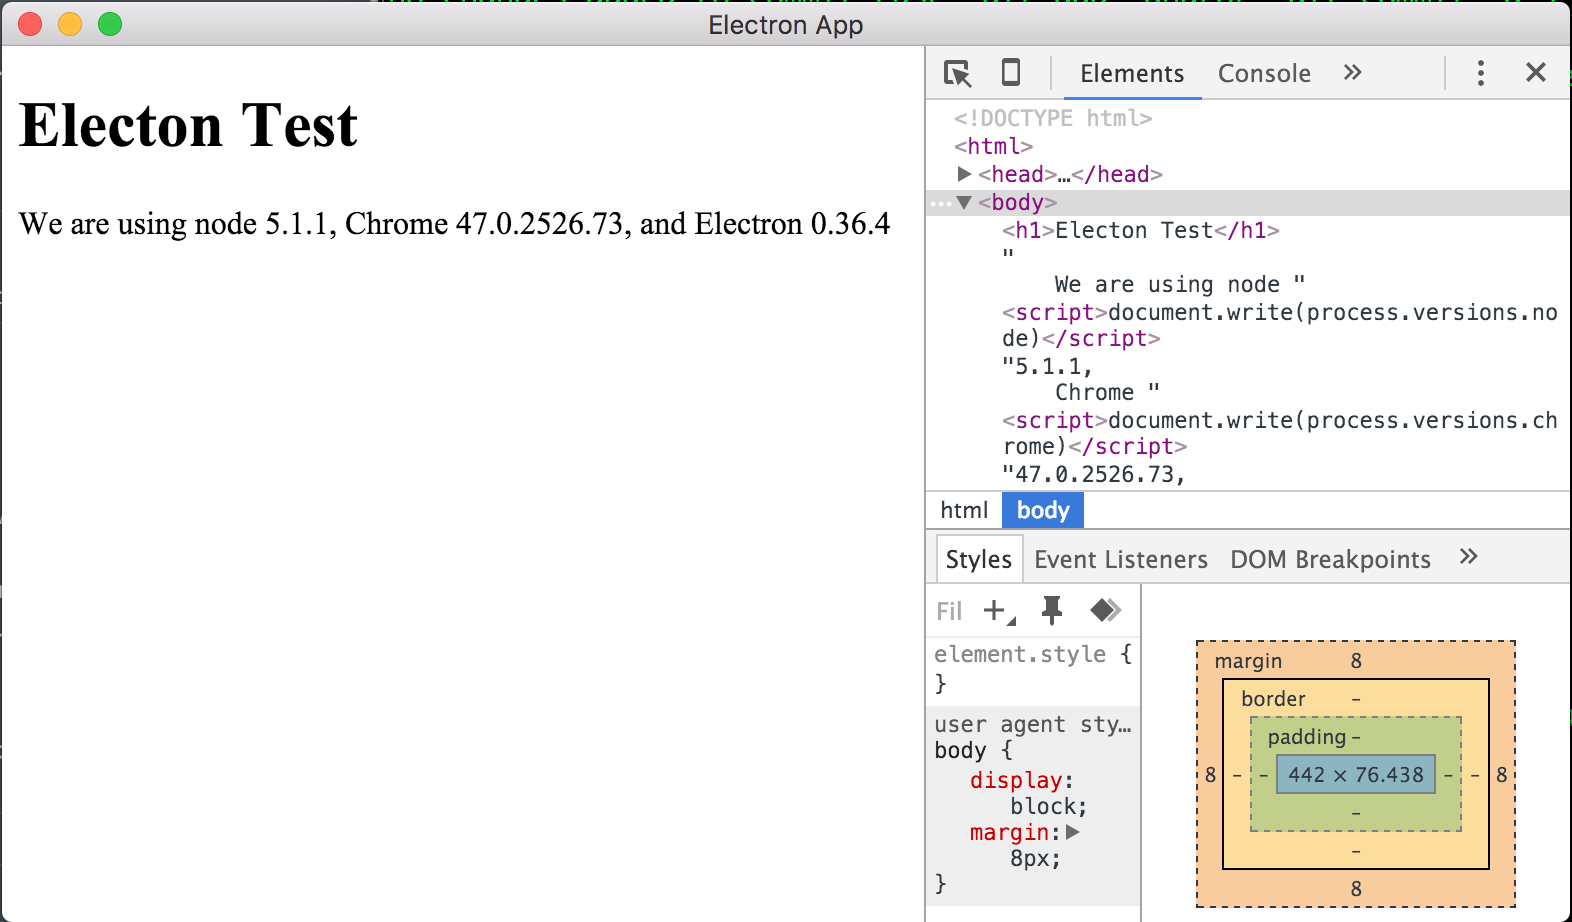 Electron App
Electon Test
We are using node 5.1.1, Chrome 47.0.2526.73, and Electron 0.36.4
Elements Console »
<!DOCTYPE html>
<html>
▶<head>…</head>
…▼<body>
<h1>Electon Test</h1>
"
We are using node "
<script>document.write(process.versions.no
de)</script>
"5.1.1,
Chrome "
<script>document.write(process.versions.ch
rome)</script>
"47.0.2526.73,
html body
Styles Event Listeners DOM Breakpoints »
Fil
element.style {
}
user agent sty…
body {
display:
block;
margin:▶
8px;
}
margin 8
border -
padding -
8 - - 442 × 76.438 - - 8
-
-
8